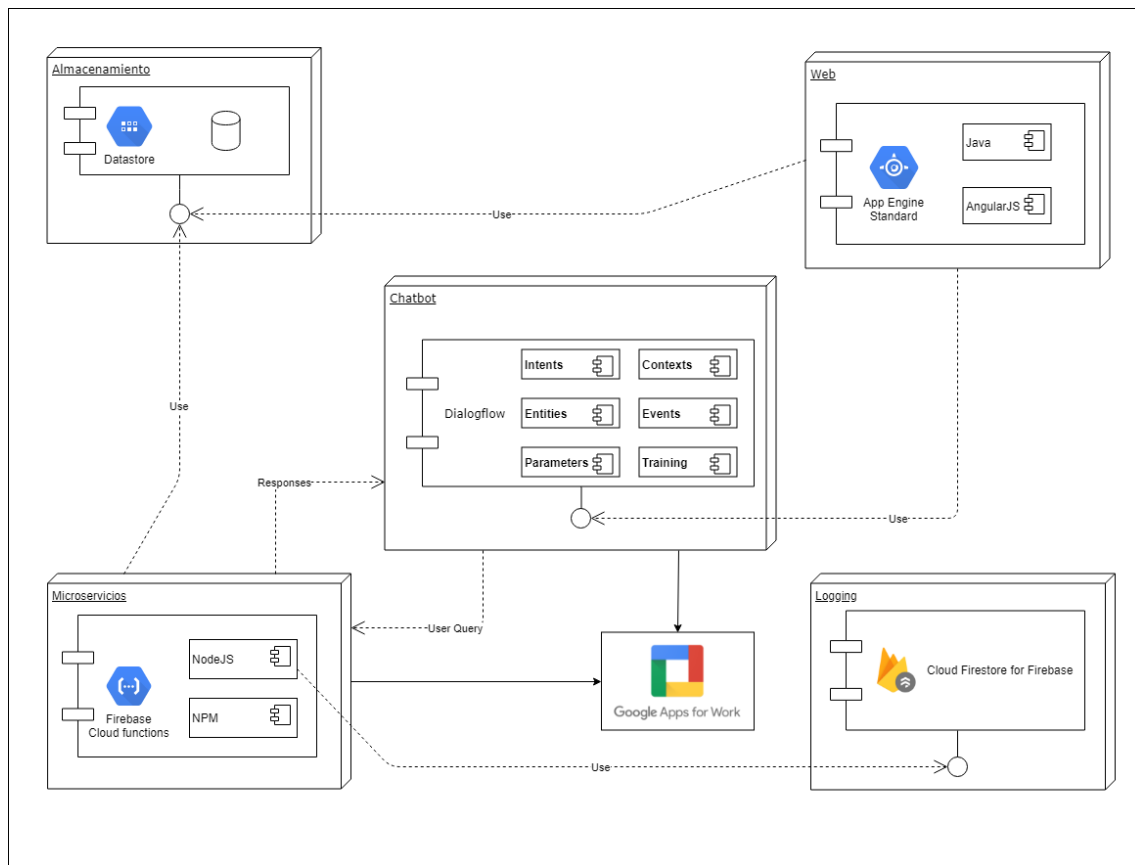 Almacenamiento
Datastore
Web
Java
App Engine
Standard
AngularJS
Use
Chatbot
Intents
Contexts
Dialogflow
Entities
Events
Parameters
Training
Use
Responses
Use
User Query
Microservicios
NodeJS
Firebase
Cloud functions
NPM
Google Apps for Work
Logging
Cloud Firestore for Firebase
Use